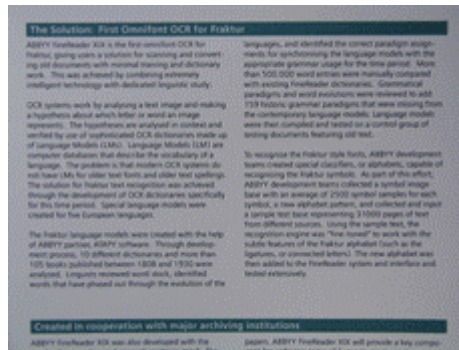 The Solution: First Omnifont OCR for Fraktur
ABBYY FineReader XIX is the first omnifont OCR for
Fraktur, giving users a solution for scanning and convert-
ing old documents with minimal training and dictionary
work. This was achieved by combining extremely
intelligent technology with dedicated linguistic study.
OCR systems work by analysing a text image and making
a hypothesis about which letter or word an image
represents. The hypotheses are analysed in context and
verified by use of sophisticated OCR dictionaries made up
of Language Models (LMs). Language Models (LM) are
computer databases that describe the vocabulary of a
language. The problem is that modern OCR systems do
not have LMs for older text fonts and older text spellings.
The solution for Fraktur text recognition was achieved
through the development of OCR dictionaries specifically
for this time period. Special language models were
created for five European languages.
The Fraktur language models were created with the help
of ABBYY partner, software. Through develop-
ment process, 10 different dictionaries and more than
105 books published between 1808 and 1930 were
analysed. Linguists reviewed word stock, identified
words that have phased out through the evolution of the
languages, and identified the correct paradigm assign-
ments for synchronising the language models with the
appropriate grammar usage for the time period. More
than 500.000 word entries were manually compared
with existing FineReader dictionaries. Grammatical
paradigms and word evolutions were reviewed to add
159 historic grammar paradigms that were missing from
the contemporary language models. Language models
were then compiled and tested on a control group of
testing documents featuring old text.
To recognise the Fraktur style fonts, ABBYY development
teams created special classifiers, or alphabets, capable of
recognising the Fraktur symbols. As part of this effort,
ABBYY development teams collected a symbol image
base with an average of 2500 symbol samples for each
symbol, a new alphabet pattern, and collected and input
a sample text base representing 31000 pages of text
from different sources. Using the sample text, the
recognition engine was "fine-tuned" to work with the
subtle features of the Fraktur alphabet (such as the
ligatures, or connected letters). The new alphabet was
then added to the FineReader system and interface and
tested extensively.
Created in cooperation with major archiving institutions
ABBYY FineReader XIX was also developed with the
papers. ABBYY FineReader XIX will provide a key compo-